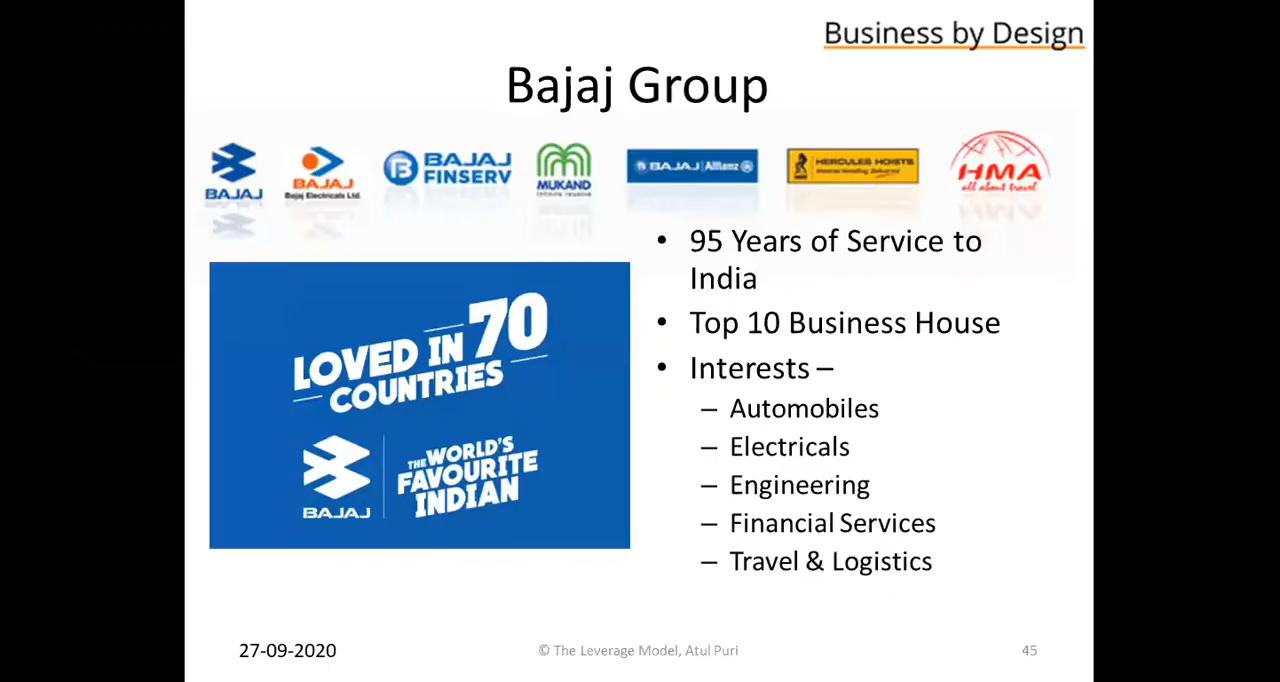 Business by Design
Bajaj Group
BAJAJ
BAJAJ
Bajaj Electricals Ltd.
BAJAJ
FINSERV
MUKAND
BAJAJ | Allianz
HERCULES HOISTS
HMA
all about travel
• 95 Years of Service to
India
• Top 10 Business House
• Interests –
– Automobiles
– Electricals
– Engineering
– Financial Services
– Travel & Logistics
LOVED IN 70
COUNTRIES
BAJAJ
THE WORLD'S
FAVOURITE
INDIAN
27-09-2020
© The Leverage Model, Atul Puri
45